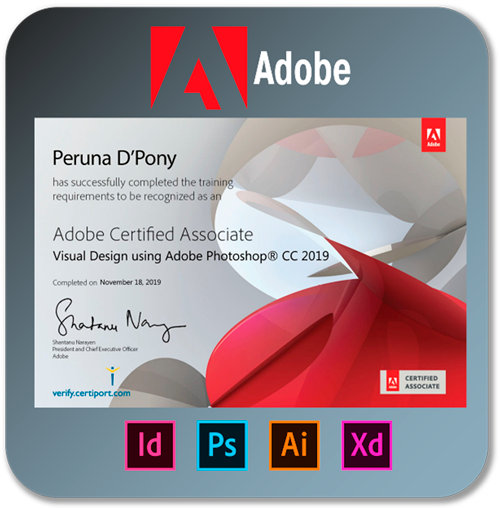 Adobe
Adobe
Peruna D'Pony
has successfully completed the training
requirements to be recognized as an
Adobe Certified Associate
Visual Design using Adobe Photoshop® CC 2019
Completed on November 18, 2019
Shantanu Narayen
Shantanu Narayen
President and Chief Executive Officer
Adobe
verify.certiport.com
Adobe
CERTIFIED
ASSOCIATE
Id Ps Ai Xd